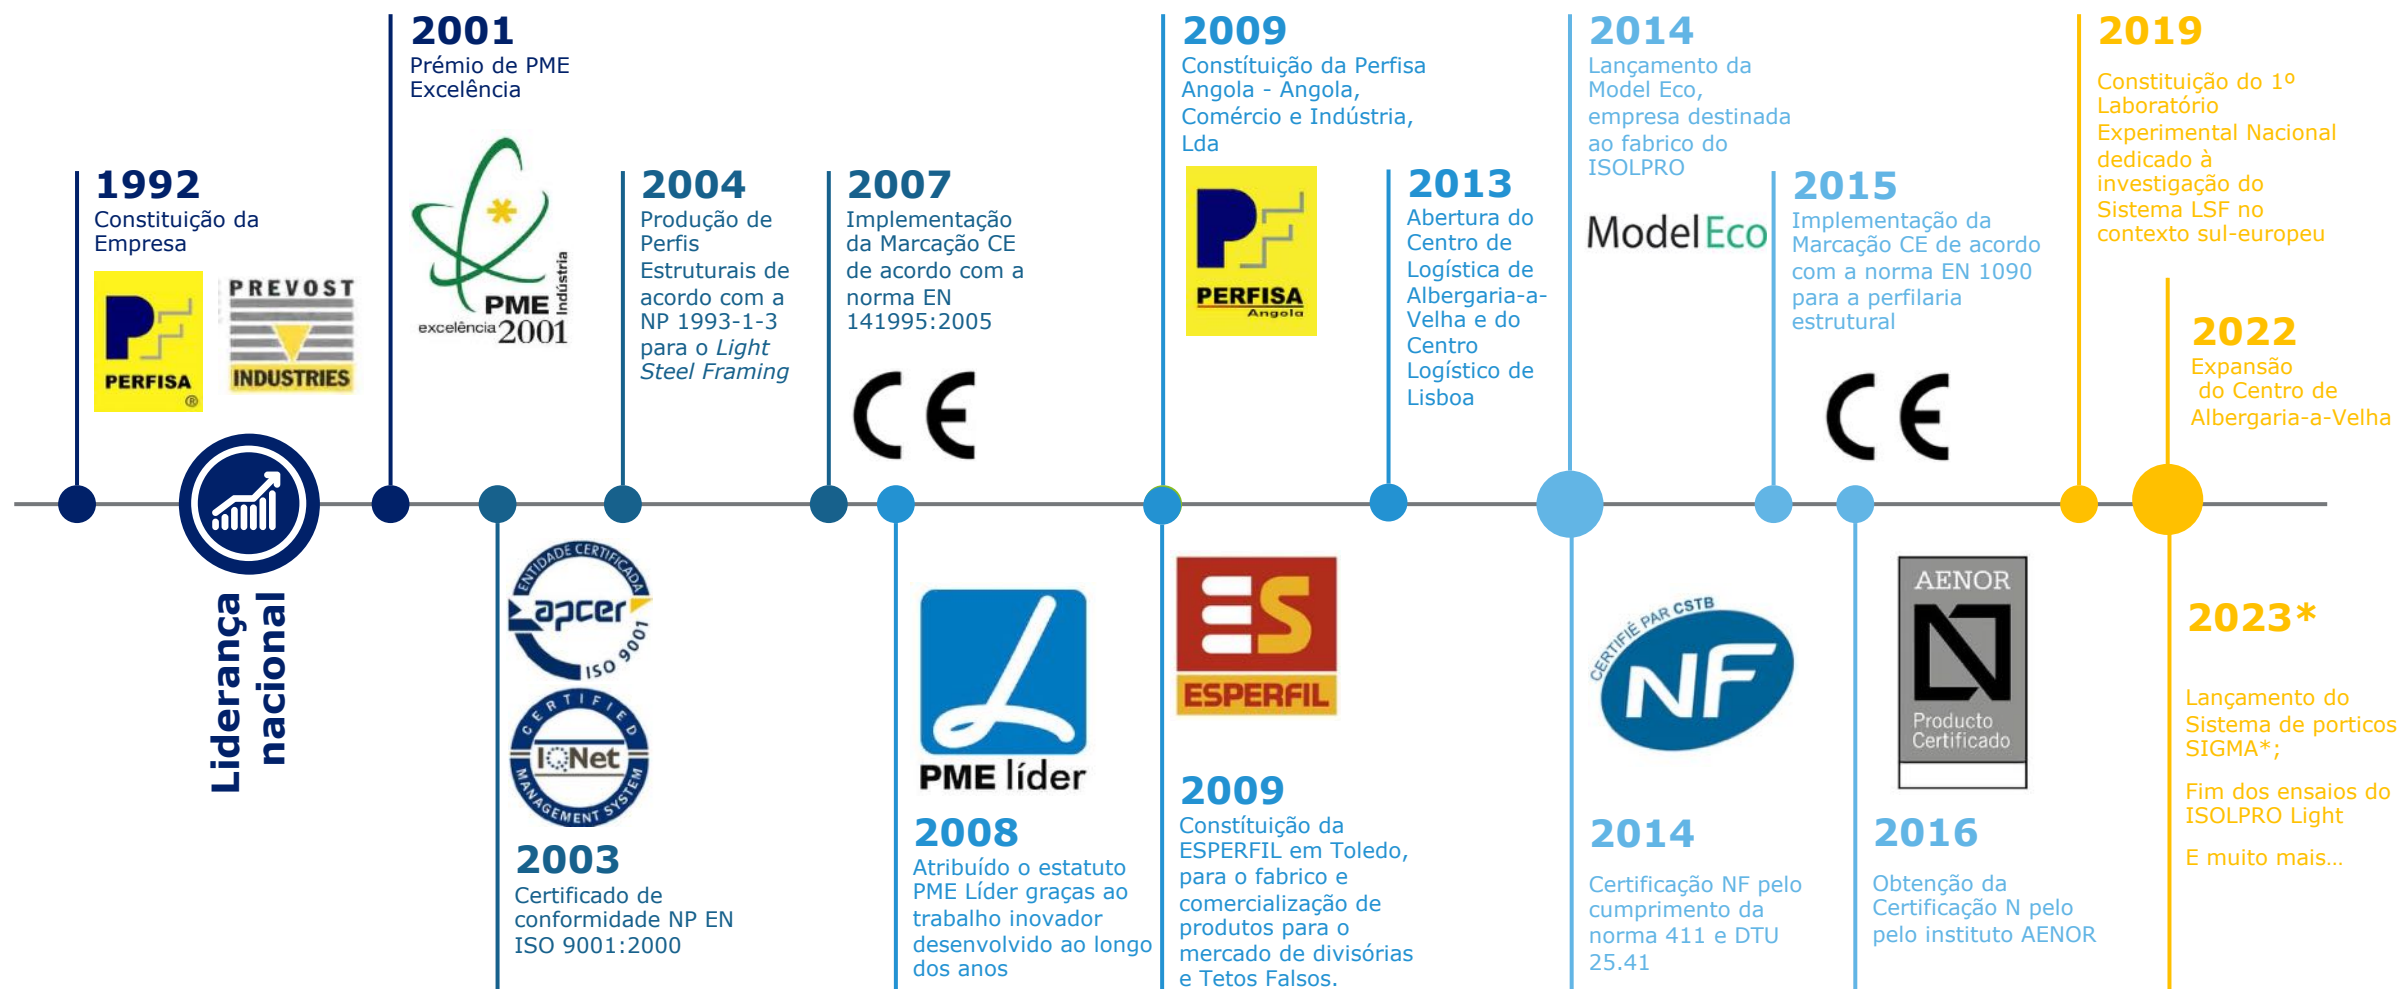 1992
Constituição da
Empresa
PERFISA
®
PREVOST
INDUSTRIES
Liderança
nacional
2001
Prémio de PME
Excelência
PME
Indústria
excelência 2001
ENTIDADE CERTIFICADA
apcer
ISO 9001
CERTIFIED
IQNet
MANAGEMENT SYSTEM
2003
Certificado de
conformidade NP EN
ISO 9001:2000
2004
Produção de
Perfis
Estruturais de
acordo com a
NP 1993-1-3
para o Light
Steel Framing
2007
Implementação
da Marcação CE
de acordo com a
norma EN
141995:2005
CE
PME líder
2008
Atribuído o estatuto
PME Líder graças ao
trabalho inovador
desenvolvido ao longo
dos anos
2009
Constítuição da Perfisa
Angola - Angola,
Comércio e Indústria,
Lda
PERFISA
Angola
ES
ESPERFIL
2009
Constítuição da
ESPERFIL em Toledo,
para o fabrico e
comercialização de
produtos para o
mercado de divisórias
e Tetos Falsos.
2013
Abertura do
Centro de
Logística de
Albergaria-a-
Velha e do
Centro
Logístico de
Lisboa
2014
Lançamento da
Model Eco,
empresa destinada
ao fabrico do
ISOLPRO
ModelEco
CERTIFIÉ PAR CSTB
NF
2014
Certificação NF pelo
cumprimento da
norma 411 e DTU
25.41
2015
Implementação da
Marcação CE de acordo
com a norma EN 1090
para a perfilaria
estrutural
CE
AENOR
N
Producto
Certificado
2016
Obtenção da
Certificação N pelo
pelo instituto AENOR
2019
Constituição do 1º
Laboratório
Experimental Nacional
dedicado à
investigação do
Sistema LSF no
contexto sul-europeu
2022
Expansão
do Centro de
Albergaria-a-Velha
2023*
Lançamento do
Sistema de porticos
SIGMA*;
Fim dos ensaios do
ISOLPRO Light
E muito mais…